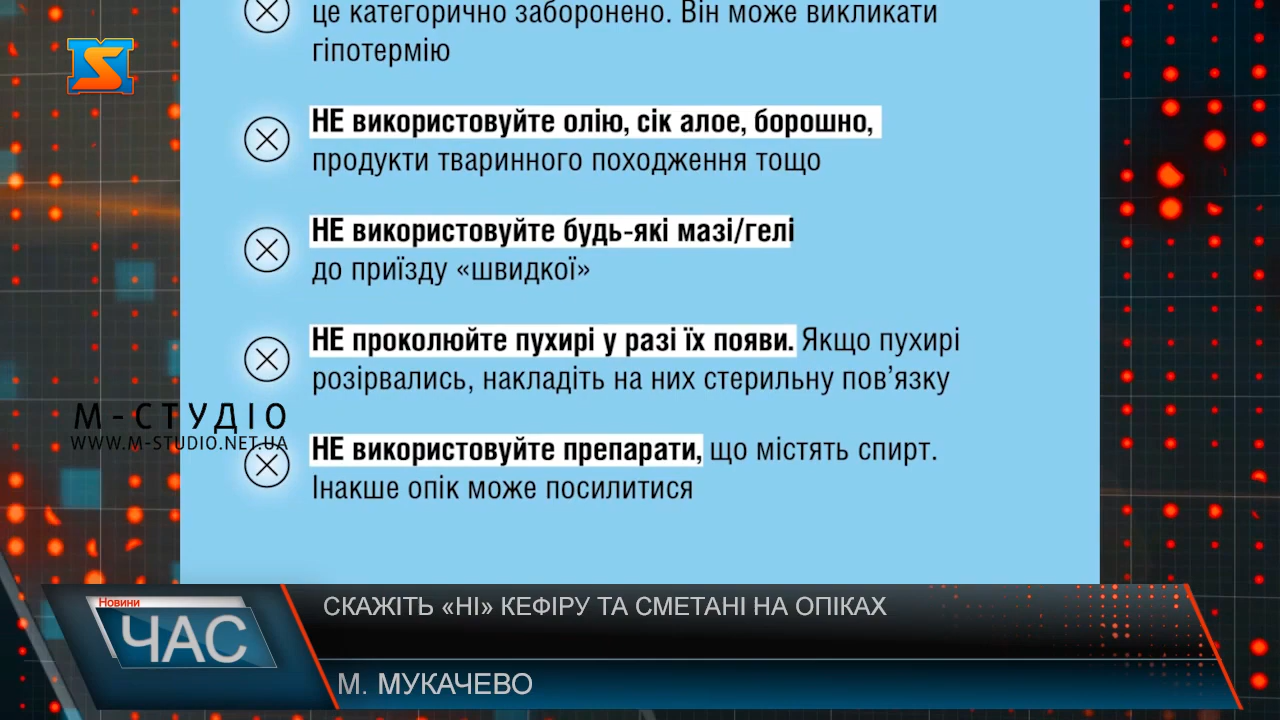 це категорично заборонено. Він може викликати
гіпотермію
S
НЕ використовуйте олію, сік алое, борошно,
продукти тваринного походження тощо
НЕ використовуйте будь-які мазі/гелі
до приїзду «швидкої»
НЕ проколюйте пухирі у разі їх появи. Якщо пухирі
розірвались, накладіть на них стерильну пов’язку
М-СТУДІО
WWW.M-STUDIO.NET.UA
НЕ використовуйте препарати, що містять спирт.
Інакше опік може посилитися
Новини
ЧАС
СКАЖІТЬ «НІ» КЕФІРУ ТА СМЕТАНІ НА ОПІКАХ
М. МУКАЧЕВО